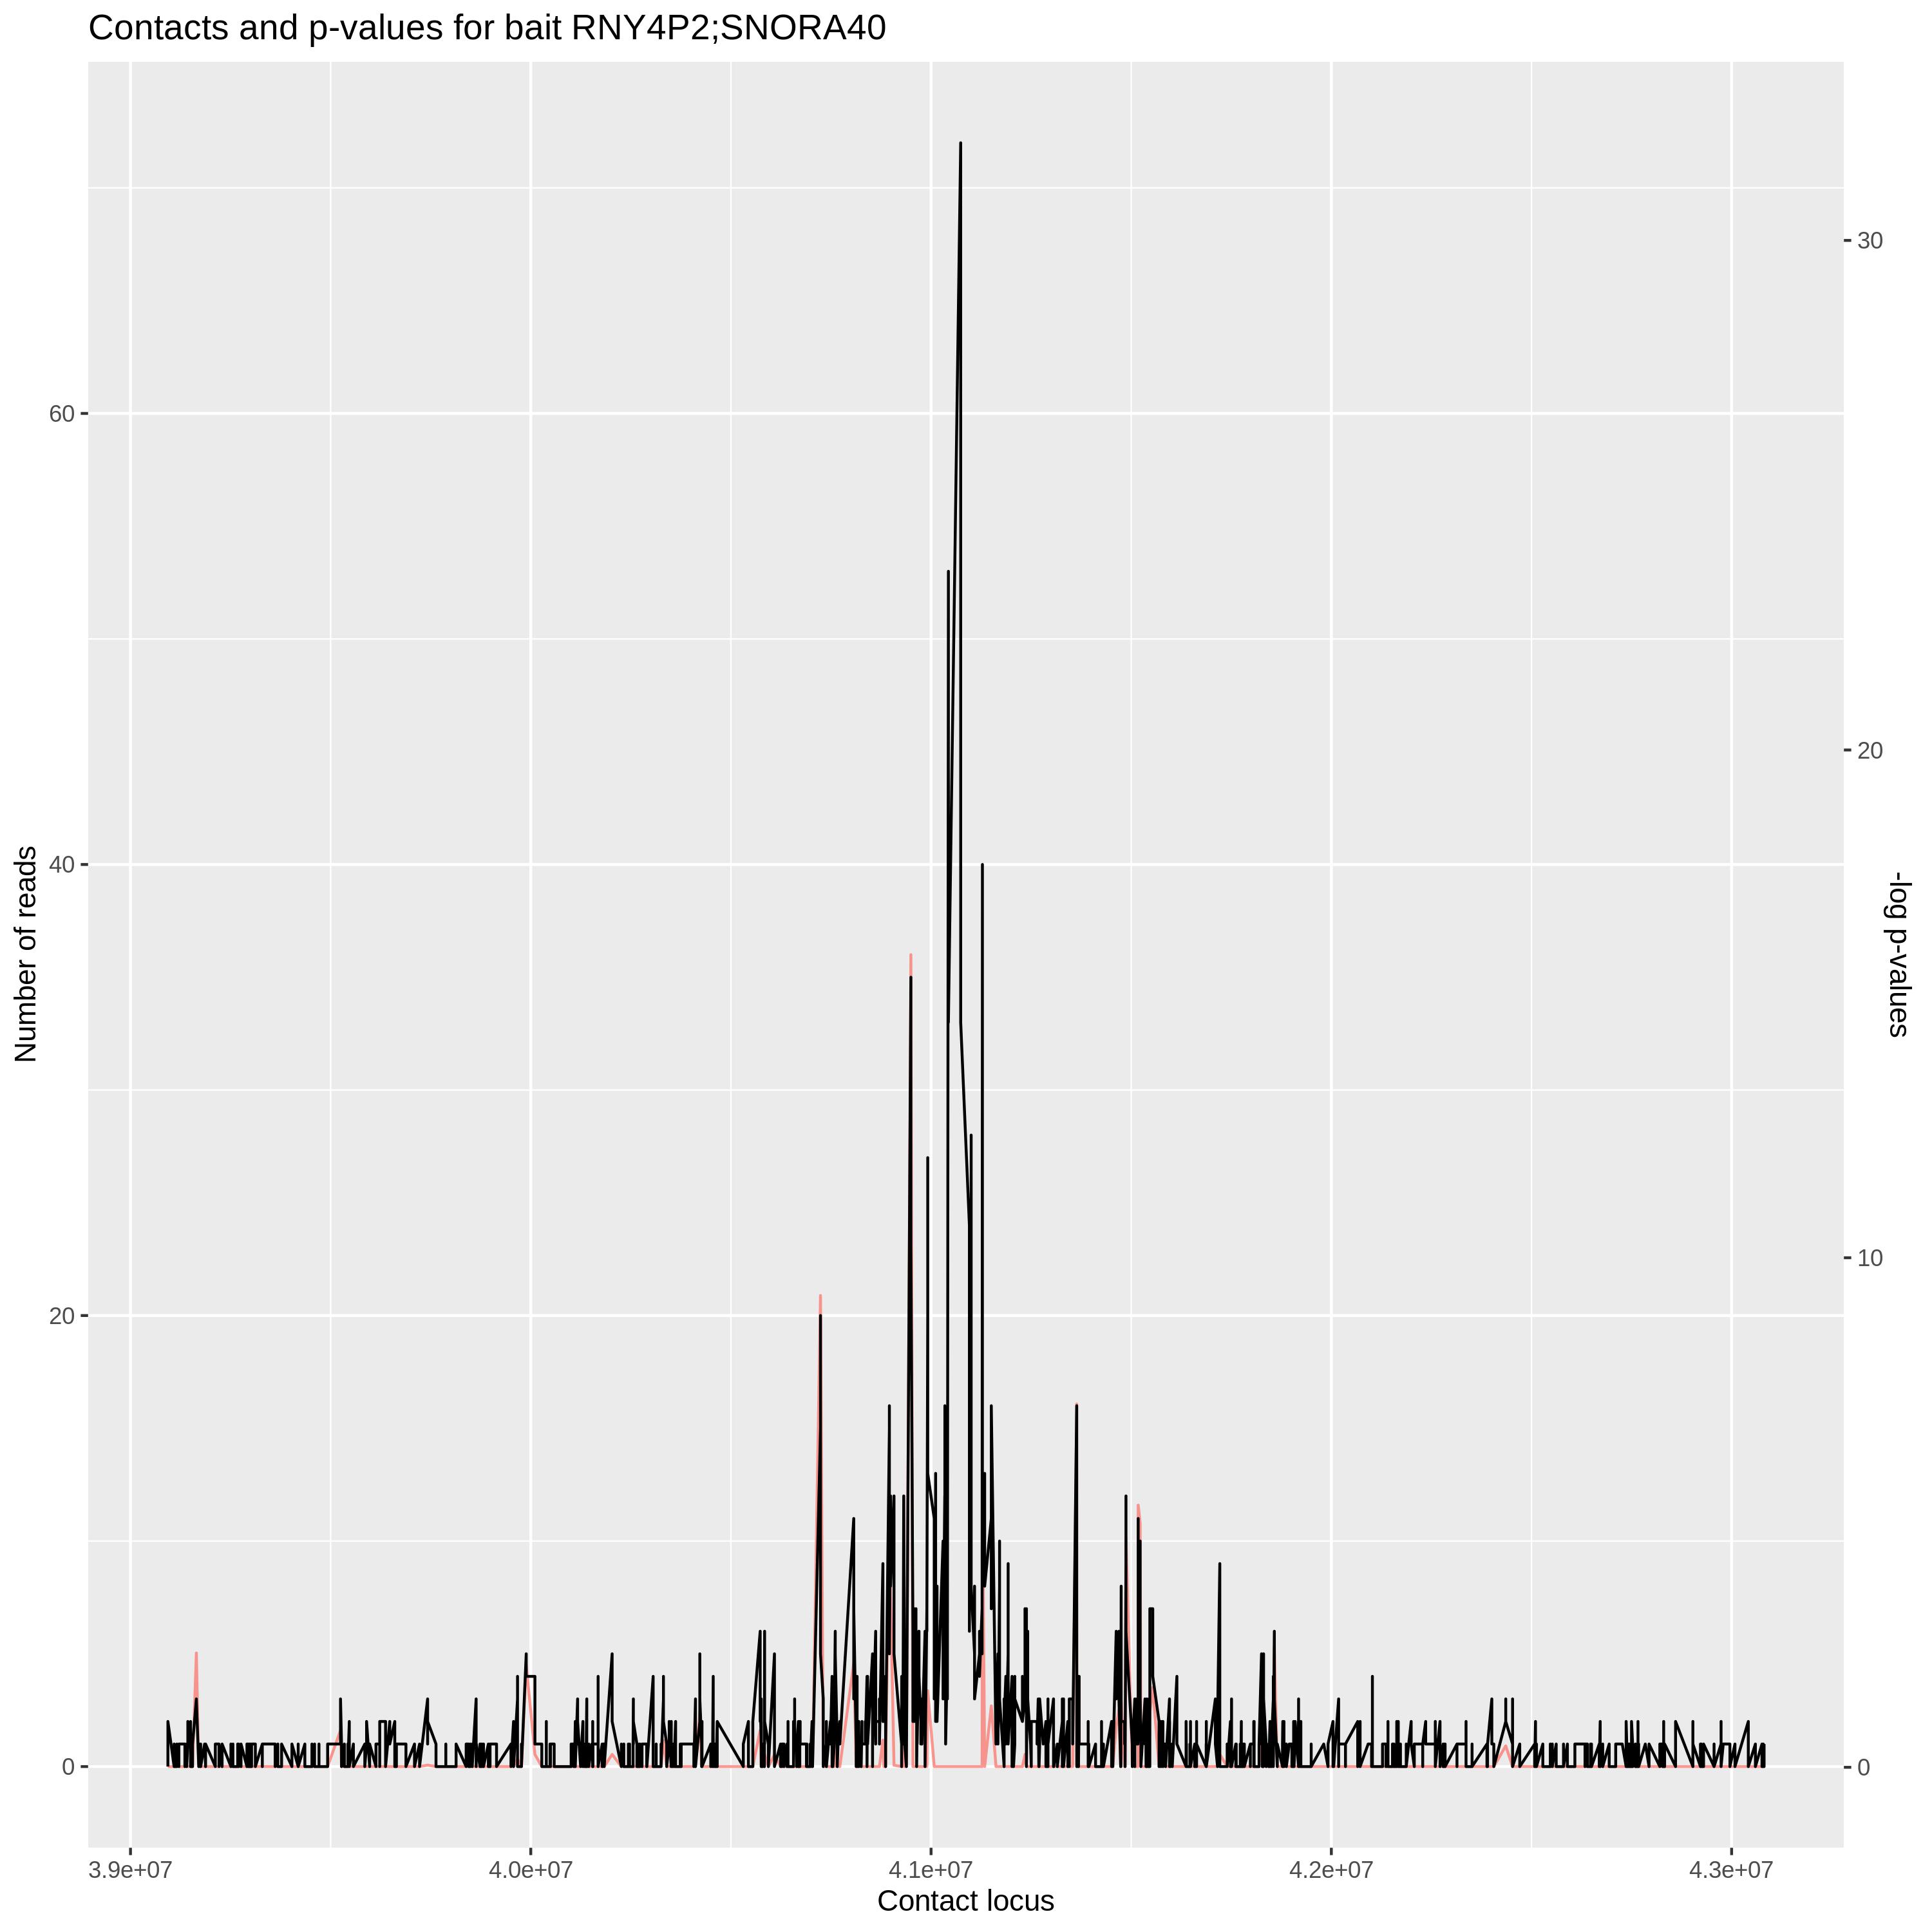 Contacts and p-values for bait RNY4P2;SNORA40
Number of reads
60
40
20
0
30
20
10
0
-log p-values
3.9e+07
4.0e+07
4.1e+07
4.2e+07
4.3e+07
Contact locus